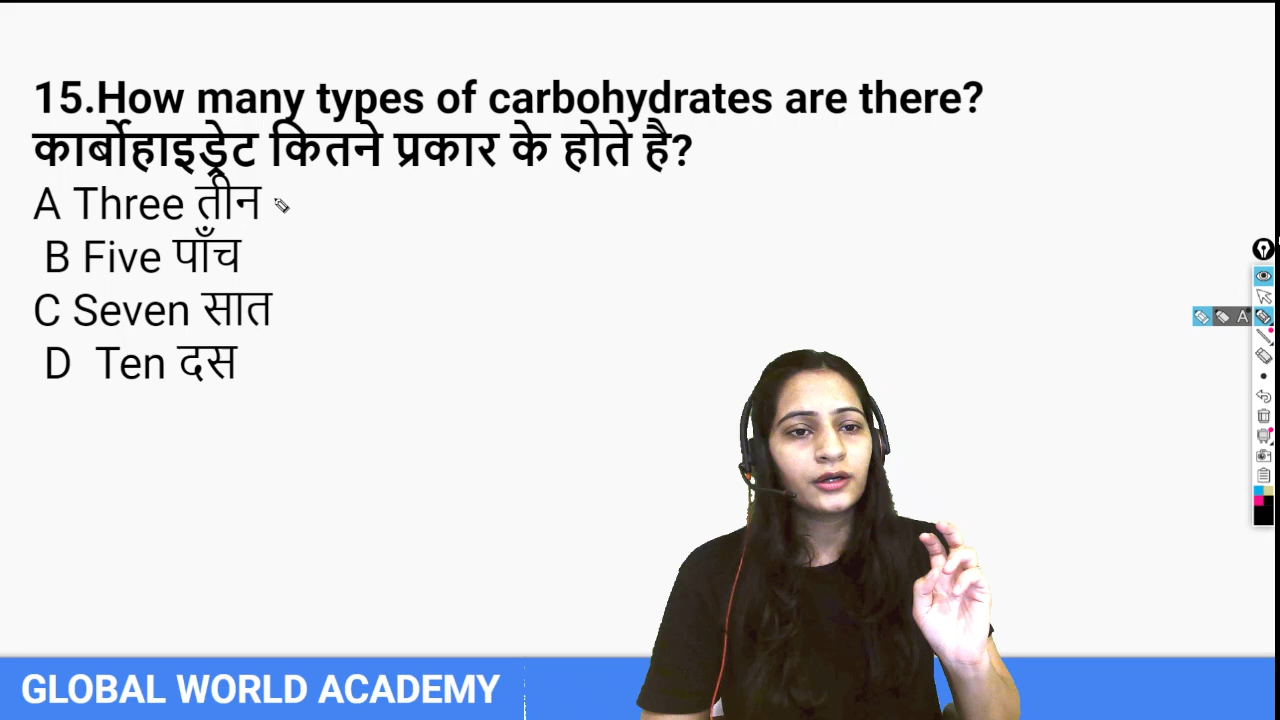 15.How many types of carbohydrates are there?
कार्बोहाइड्रेट कितने प्रकार के होते है?
A Three तीन
B Five पाँच
C Seven सात
D Ten दस
GLOBAL WORLD ACADEMY